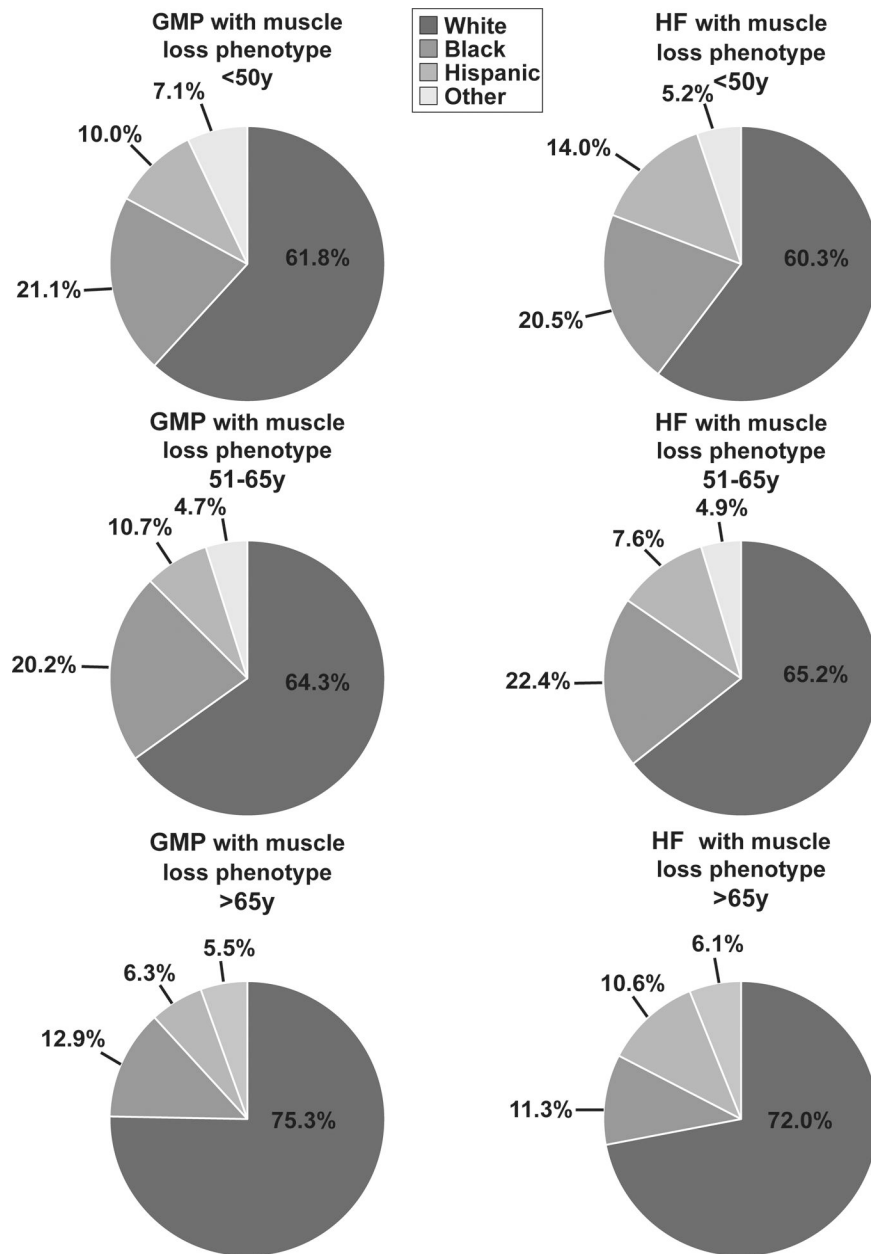 GMP with muscle
loss phenotype
<50y
White
Black
Hispanic
Other
HF with muscle
loss phenotype
<50y
7.1%
10.0%
21.1%
61.8%
5.2%
14.0%
20.5%
60.3%
GMP with muscle
loss phenotype
51-65y
4.7%
10.7%
20.2%
64.3%
HF with muscle
loss phenotype
51-65y
4.9%
7.6%
22.4%
65.2%
GMP with muscle
loss phenotype
>65y
5.5%
6.3%
12.9%
75.3%
HF with muscle
loss phenotype
>65y
6.1%
10.6%
11.3%
72.0%